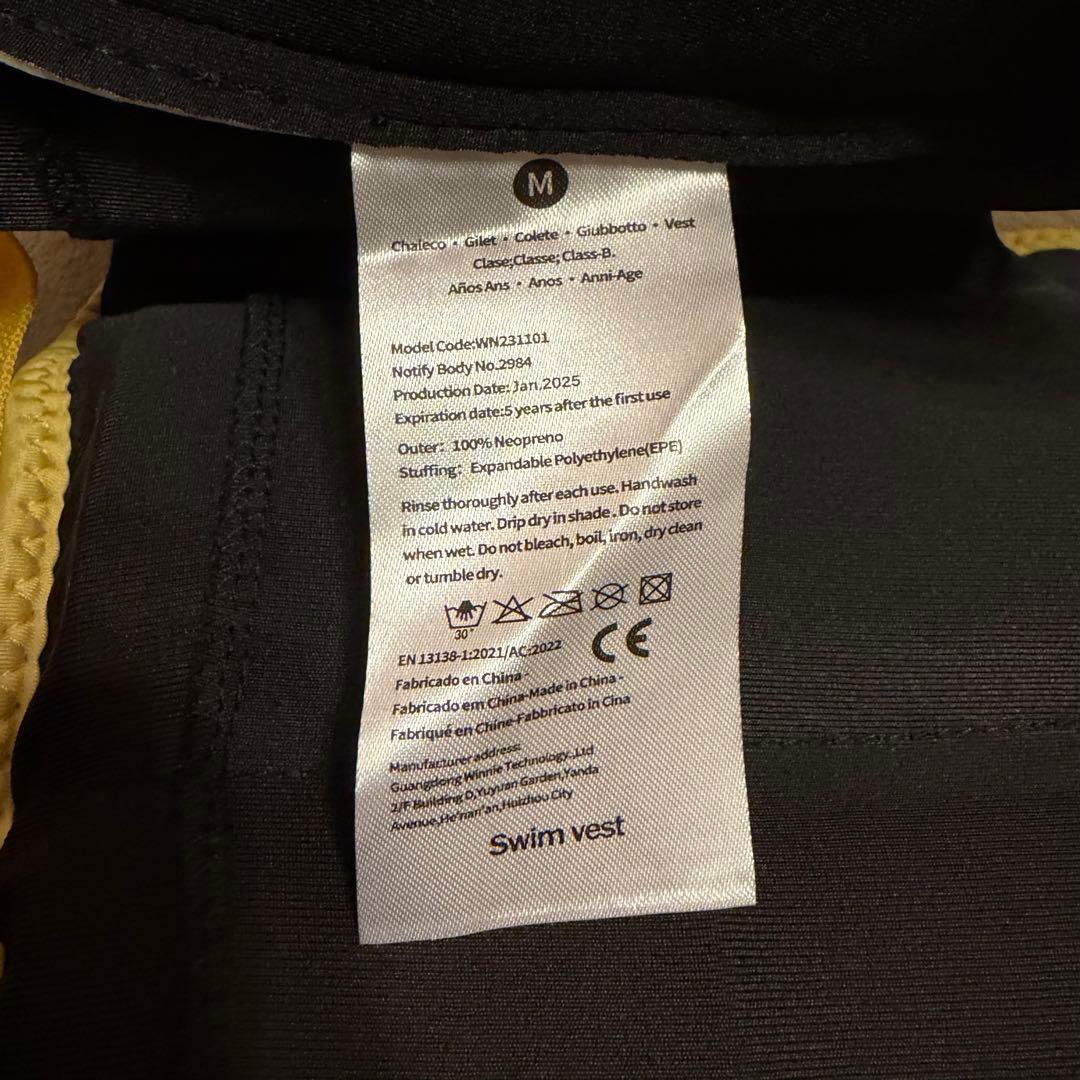 M
Chaleco • Gilet • Colete • Giubbotto • Vest
Clase;Classe; Class-B.
Años Ans • Anos • Anni-Age
Model Code:WN231101
Notify Body No.2984
Production Date: Jan.2025
Expiration date:5 years after the first use
Outer: 100% Neopreno
Stuffing: Expandable Polyethylene(EPE)
Rinse thoroughly after each use. Handwash
in cold water. Drip dry in shade. Do not store
when wet. Do not bleach, boil, iron, dry clean
or tumble dry.
30°
EN 13138-1:2021/AC:2022 CE
Fabricado en China -
Fabricado em China-Made in China -
Fabriqué en Chine-Fabbricato in Cina
Manufacturer address:
Guangdong Winnie Technology..Ltd
2/F Building D,Yuyuan Garden,Yanda
Avenue,He'nan'an,Huizhou City
Swim vest